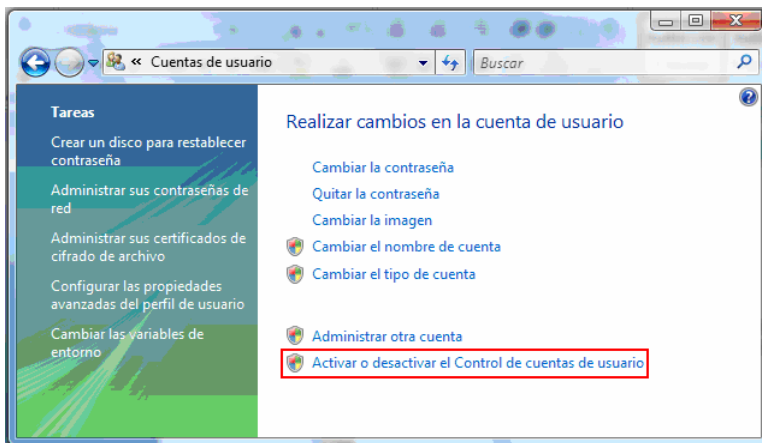 « Cuentas de usuario
Buscar
Tareas
Crear un disco para restablecer
contraseña
Administrar sus contraseñas de
red
Administrar sus certificados de
cifrado de archivo
Configurar las propiedades
avanzadas del perfil de usuario
Cambiar las variables de
entorno
Realizar cambios en la cuenta de usuario
Cambiar la contraseña
Quitar la contraseña
Cambiar la imagen
Cambiar el nombre de cuenta
Cambiar el tipo de cuenta
Administrar otra cuenta
Activar o desactivar el Control de cuentas de usuario